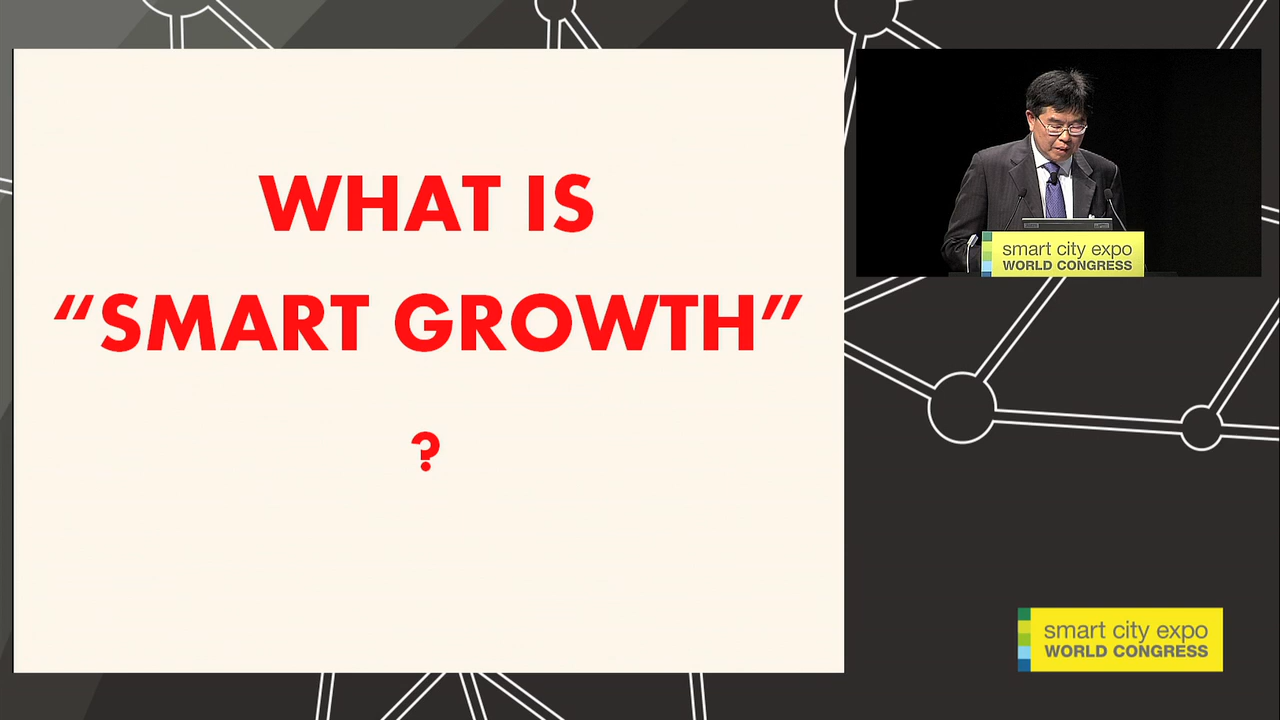 WHAT IS
“SMART GROWTH”
?
smart city expo
WORLD CONGRESS
smart city expo
WORLD CONGRESS